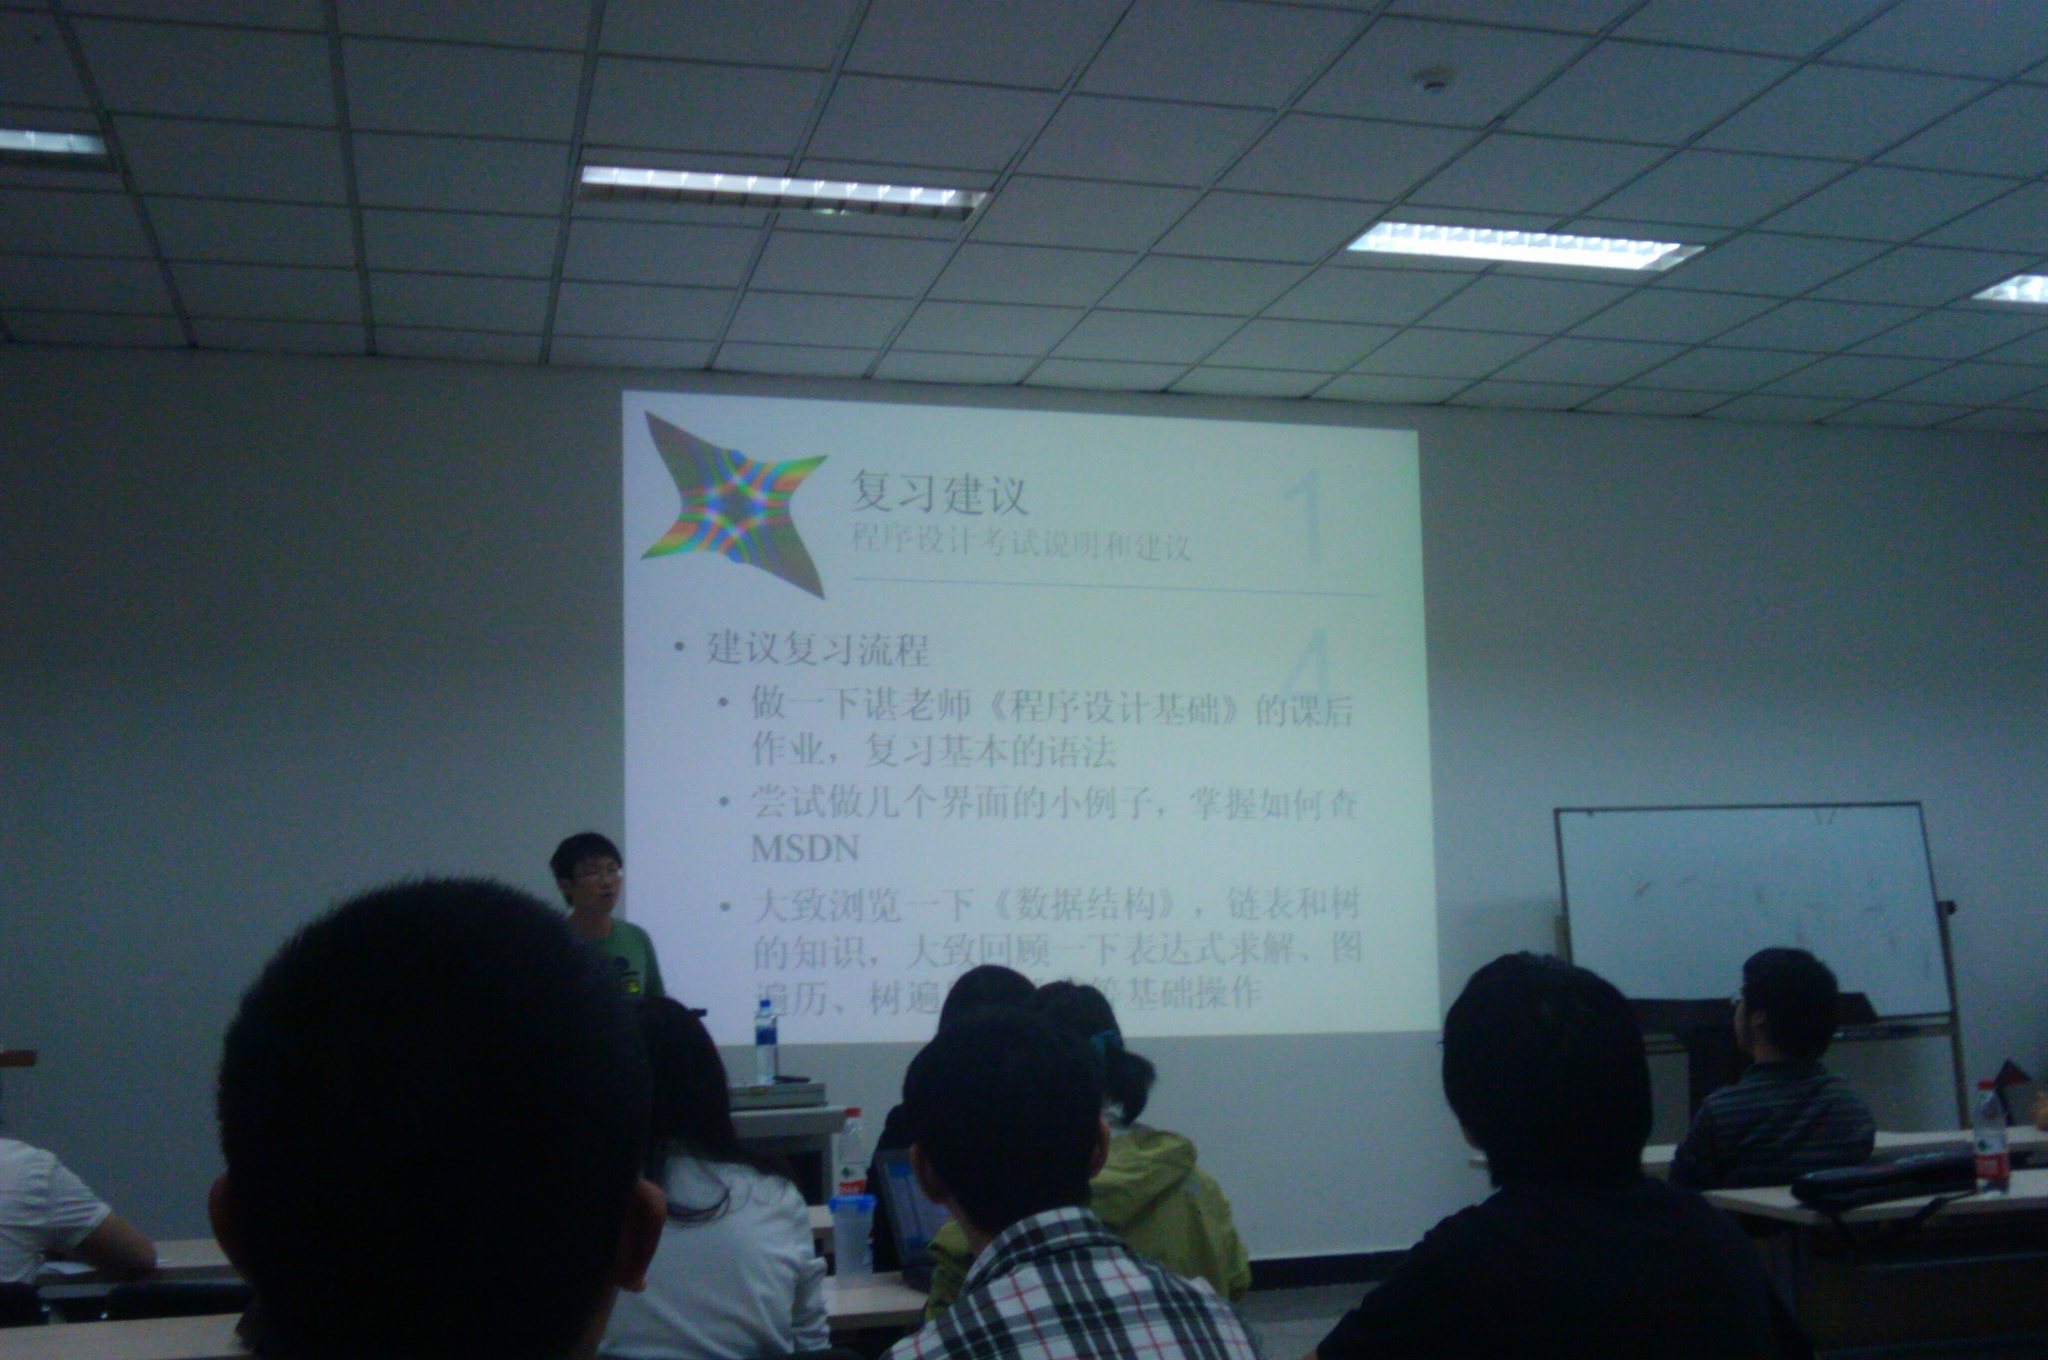 复习建议
1
程序设计考试说明和建议
• 建议复习流程
4
• 做一下谌老师《程序设计基础》的课后
作业，复习基本的语法
• 尝试做几个界面的小例子，掌握如何查
MSDN
• 大致浏览一下《数据结构》，链表和树
的知识，大致回顾一下表达式求解、图
遍历、树遍 等基础操作